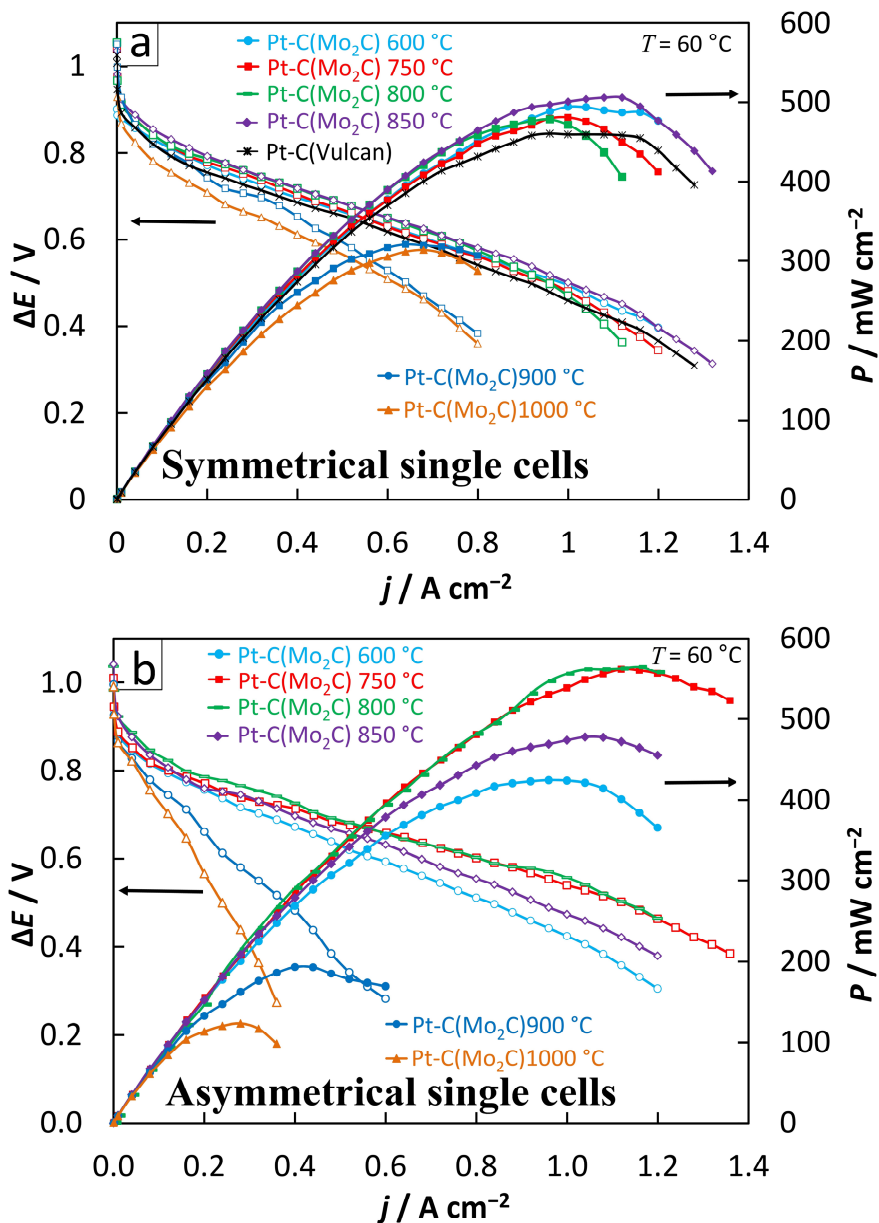 a
Pt-C(Mo₂C) 600 °C
Pt-C(Mo₂C) 750 °C
Pt-C(Mo₂C) 800 °C
Pt-C(Mo₂C) 850 °C
Pt-C(Vulcan)
T = 60 °C
Pt-C(Mo₂C)900 °C
Pt-C(Mo₂C)1000 °C
Symmetrical single cells
ΔE / V
1
0.8
0.6
0.4
0.2
0
P / mW cm⁻²
600
500
400
300
200
100
0
0 0.2 0.4 0.6 0.8 1 1.2 1.4
j / A cm⁻²
b
Pt-C(Mo₂C) 600 °C
Pt-C(Mo₂C) 750 °C
Pt-C(Mo₂C) 800 °C
Pt-C(Mo₂C) 850 °C
T = 60 °C
Pt-C(Mo₂C)900 °C
Pt-C(Mo₂C)1000 °C
Asymmetrical single cells
ΔE / V
1.0
0.8
0.6
0.4
0.2
0.0
P / mW cm⁻²
600
500
400
300
200
100
0
0.0 0.2 0.4 0.6 0.8 1.0 1.2 1.4
j / A cm⁻²